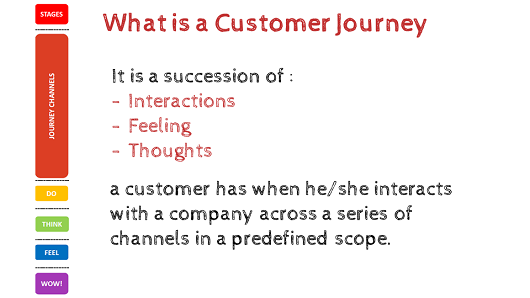 STAGES
JOURNEY CHANNELS
DO
THINK
FEEL
WOW!
What is a Customer Journey
It is a succession of :
- Interactions
- Feeling
- Thoughts
a customer has when he/she interacts
with a company across a series of
channels in a predefined scope.